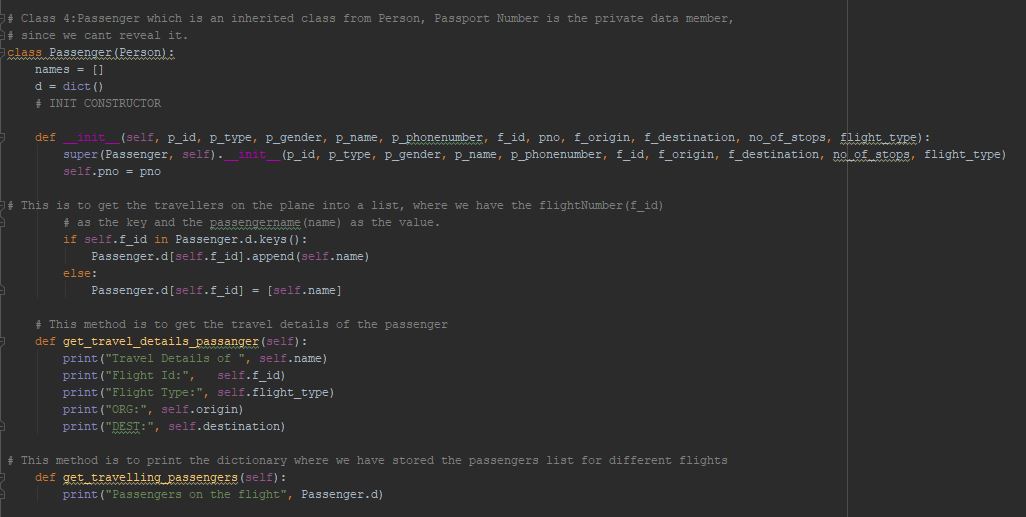 # Class 4:Passenger which is an inherited class from Person, Passport Number is the private data member,
# since we cant reveal it.
class Passenger(Person):
    names = []
    d = dict()
    # INIT CONSTRUCTOR
    def __init__(self, p_id, p_type, p_gender, p_name, p_phonenumber, f_id, pno, f_origin, f_destination, no_of_stops, flight_type):
        super(Passenger, self).__init__(p_id, p_type, p_gender, p_name, p_phonenumber, f_id, f_origin, f_destination, no_of_stops, flight_type)
        self.pno = pno
# This is to get the travellers on the plane into a list, where we have the flightNumber(f_id)
        # as the key and the passengername(name) as the value.
        if self.f_id in Passenger.d.keys():
            Passenger.d[self.f_id].append(self.name)
        else:
            Passenger.d[self.f_id] = [self.name]
    # This method is to get the travel details of the passenger
    def get_travel_details_passanger(self):
        print("Travel Details of ", self.name)
        print("Flight Id:",   self.f_id)
        print("Flight Type:", self.flight_type)
        print("ORG:", self.origin)
        print("DEST:", self.destination)
# This method is to print the dictionary where we have stored the passengers list for different flights
    def get_travelling_passengers(self):
        print("Passengers on the flight", Passenger.d)